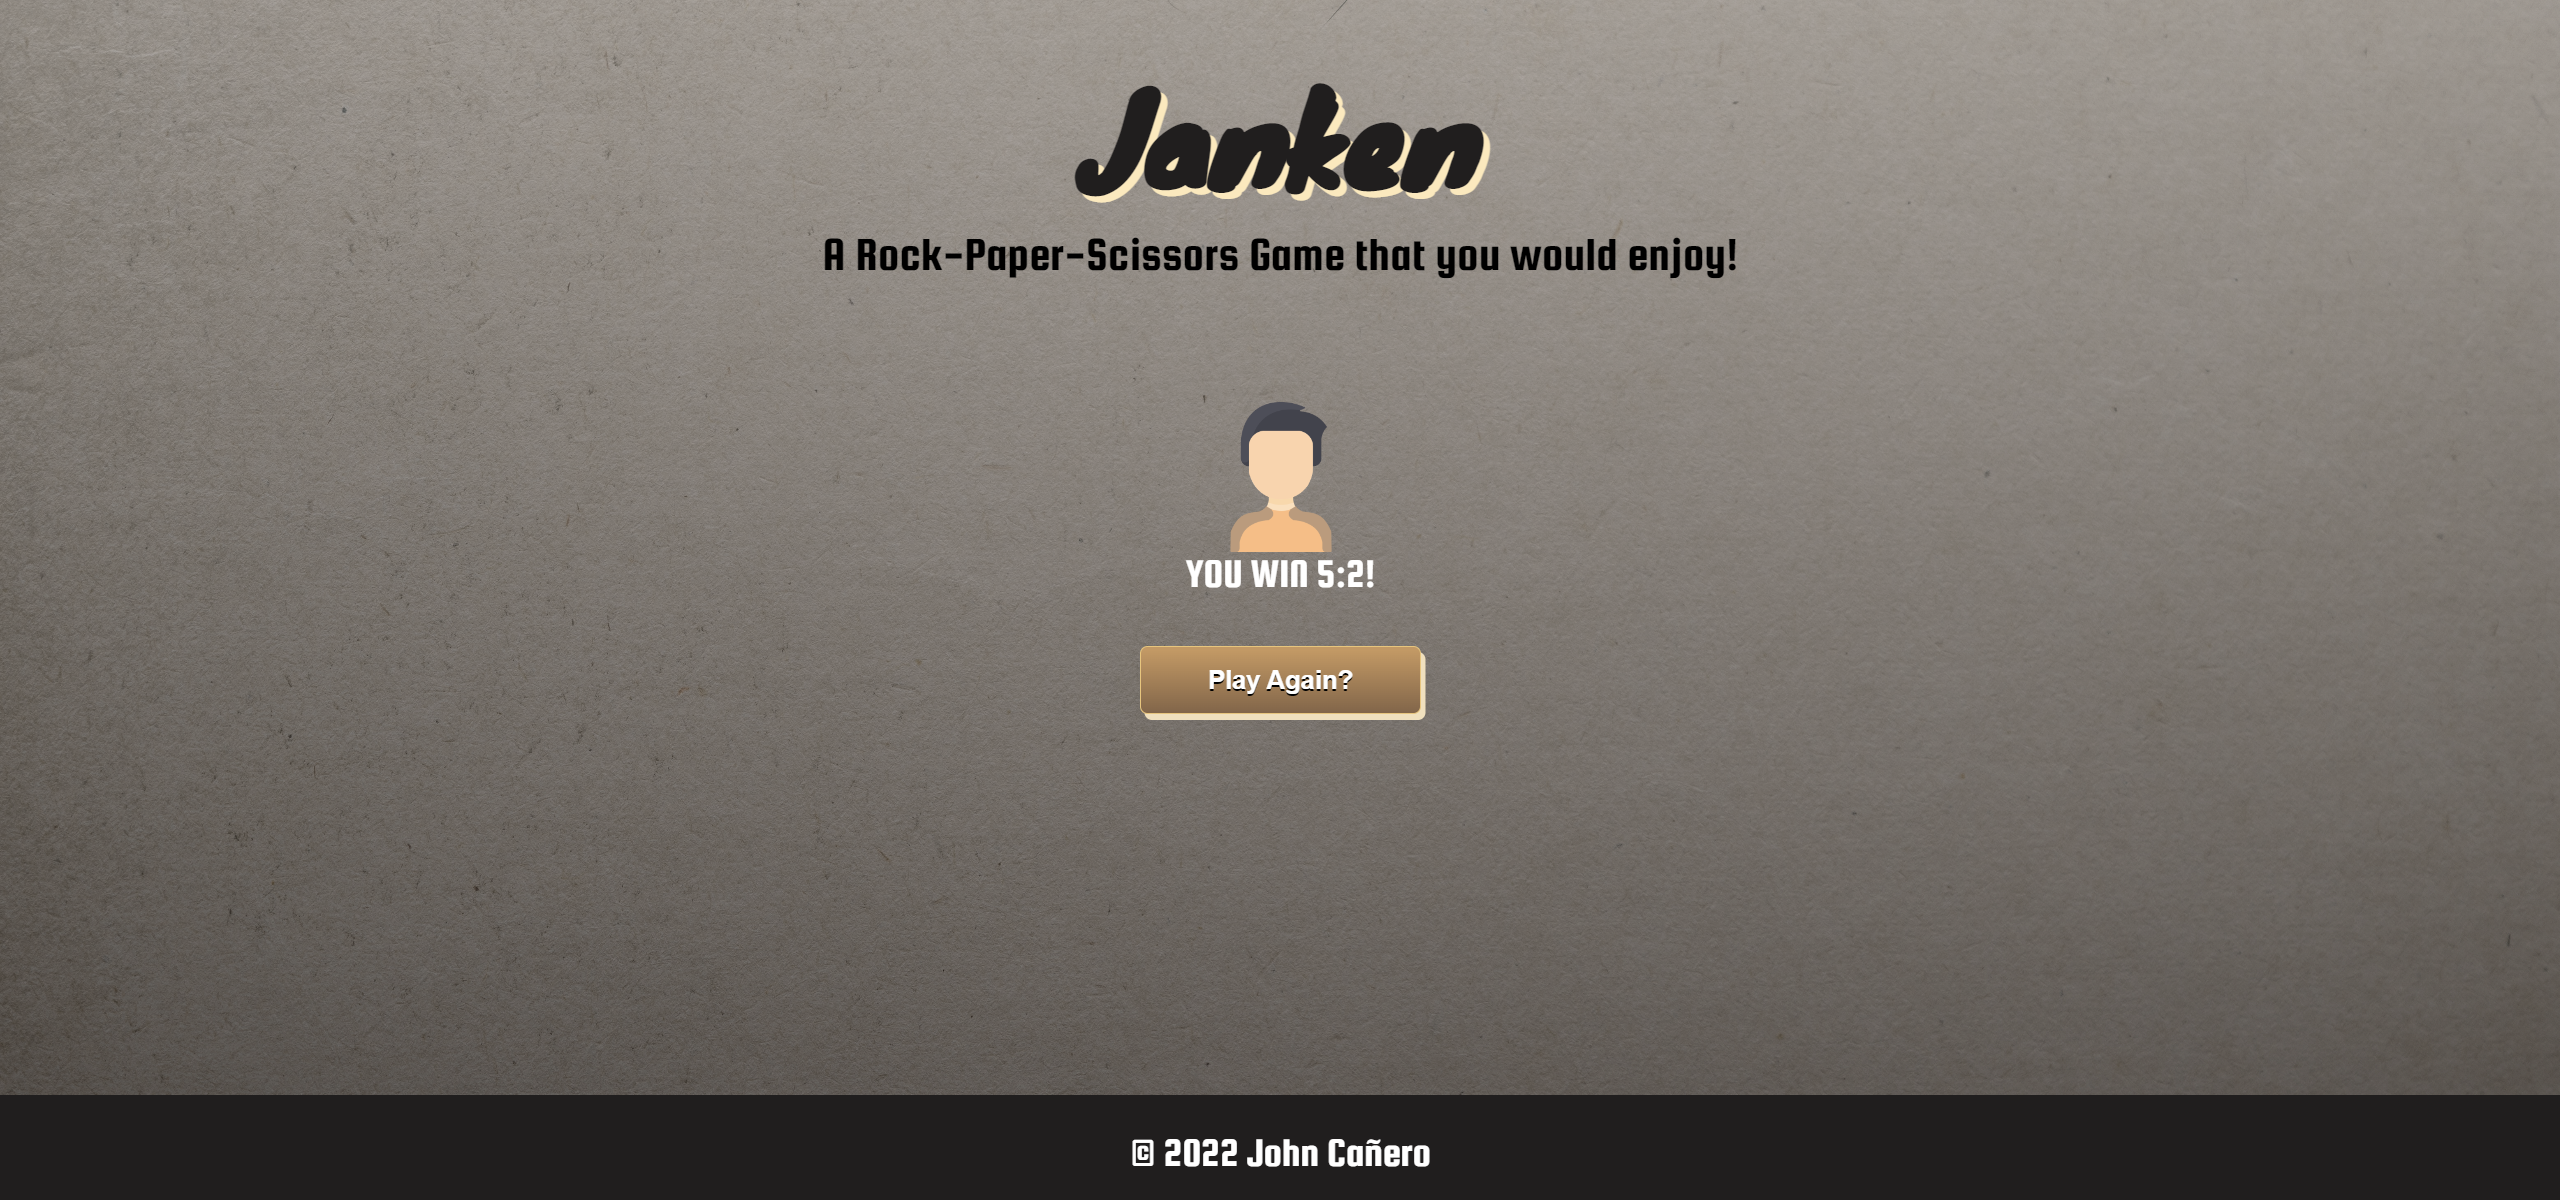 Janken
A Rock-Paper-Scissors Game that you would enjoy!
YOU WIN 5:2!
Play Again?
© 2022 John Cañero